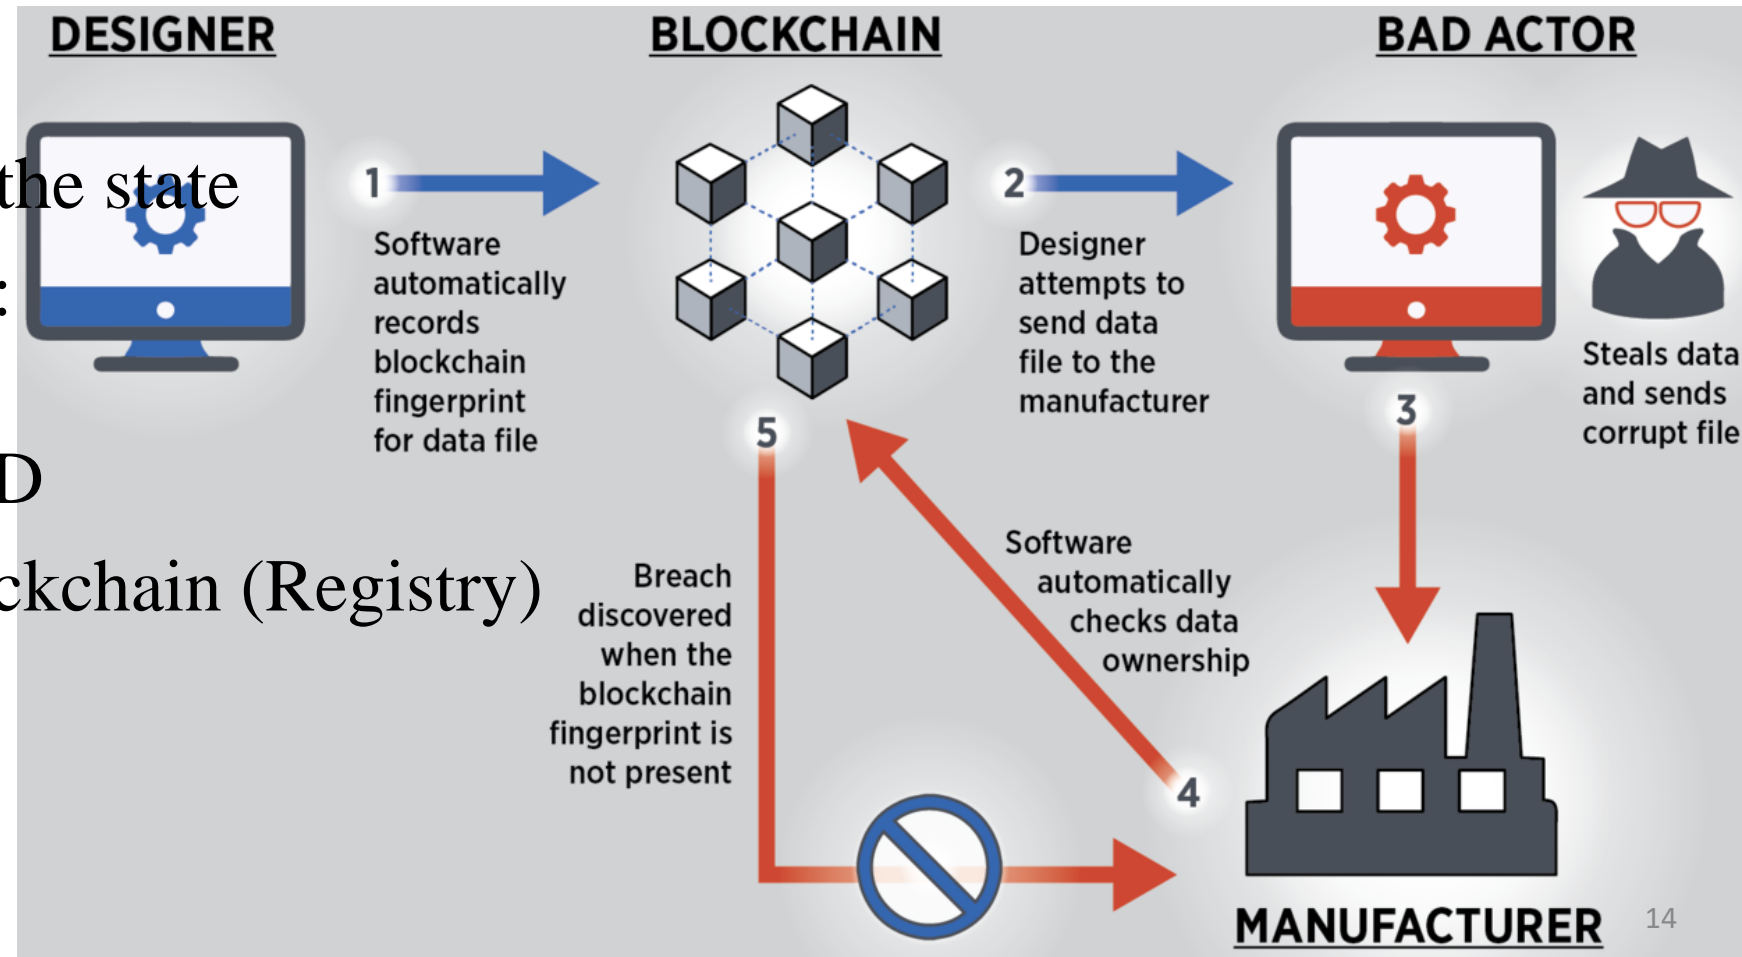 DESIGNER
BLOCKCHAIN
BAD ACTOR
the state
:
D
ckchain (Registry)
1
Software
automatically
records
blockchain
fingerprint
for data file
2
Designer
attempts to
send data
file to the
manufacturer
Steals data
and sends
corrupt file
3
4
Software
automatically
checks data
ownership
5
Breach
discovered
when the
blockchain
fingerprint is
not present
MANUFACTURER
14